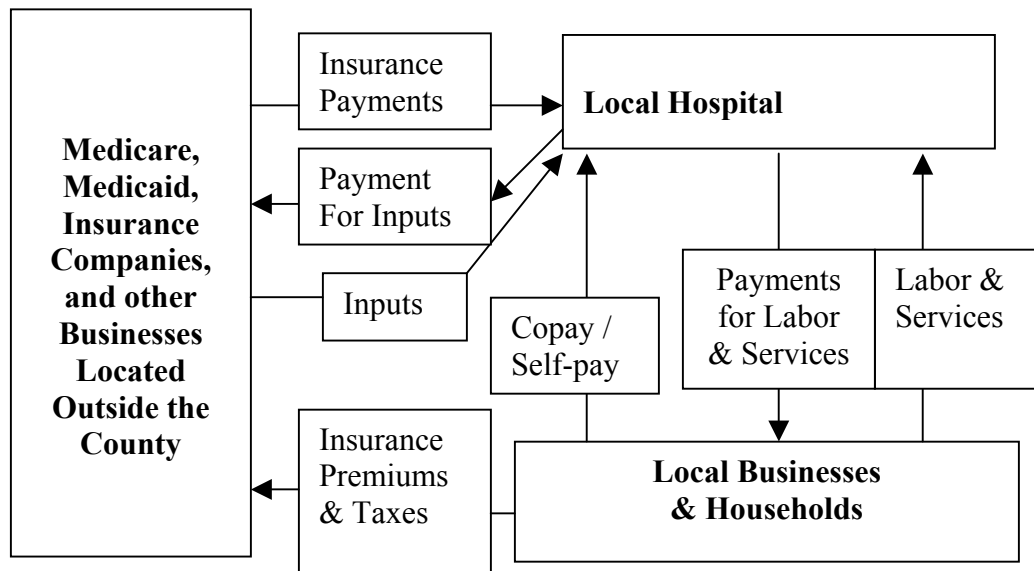 Medicare,
Medicaid,
Insurance
Companies,
and other
Businesses
Located
Outside the
County
Insurance
Payments
Local Hospital
Payment
For Inputs
Inputs
Copay /
Self-pay
Payments
for Labor
& Services
Labor &
Services
Insurance
Premiums
& Taxes
Local Businesses
& Households